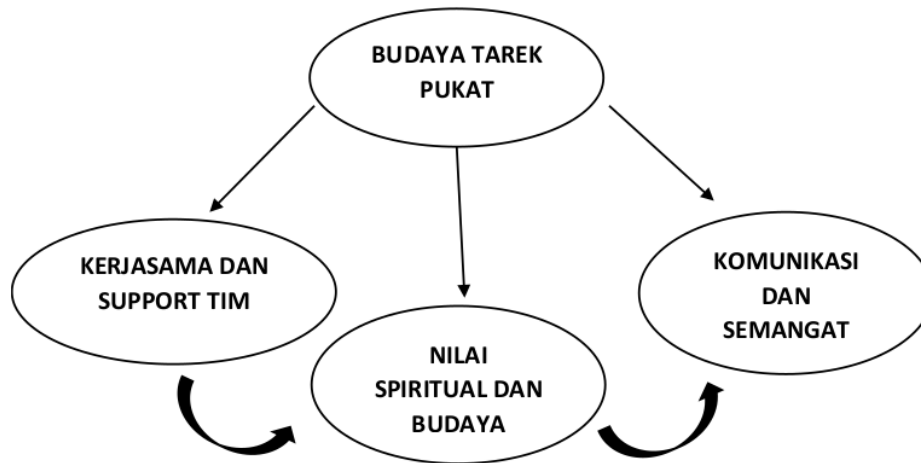 BUDAYA TAREK
PUKAT
KERJASAMA DAN
SUPPORT TIM
NILAI
SPIRITUAL DAN
BUDAYA
KOMUNIKASI
DAN
SEMANGAT